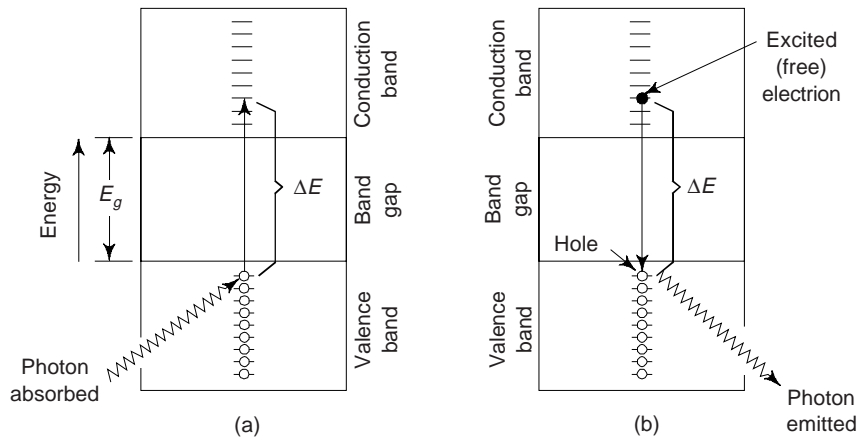 Conduction
band
Energy
E_g
ΔE
Band
gap
Valence
band
Photon
absorbed
(a)
Conduction
band
Excited
(free)
electrion
Band
gap
ΔE
Hole
Valence
band
Photon
emitted
(b)